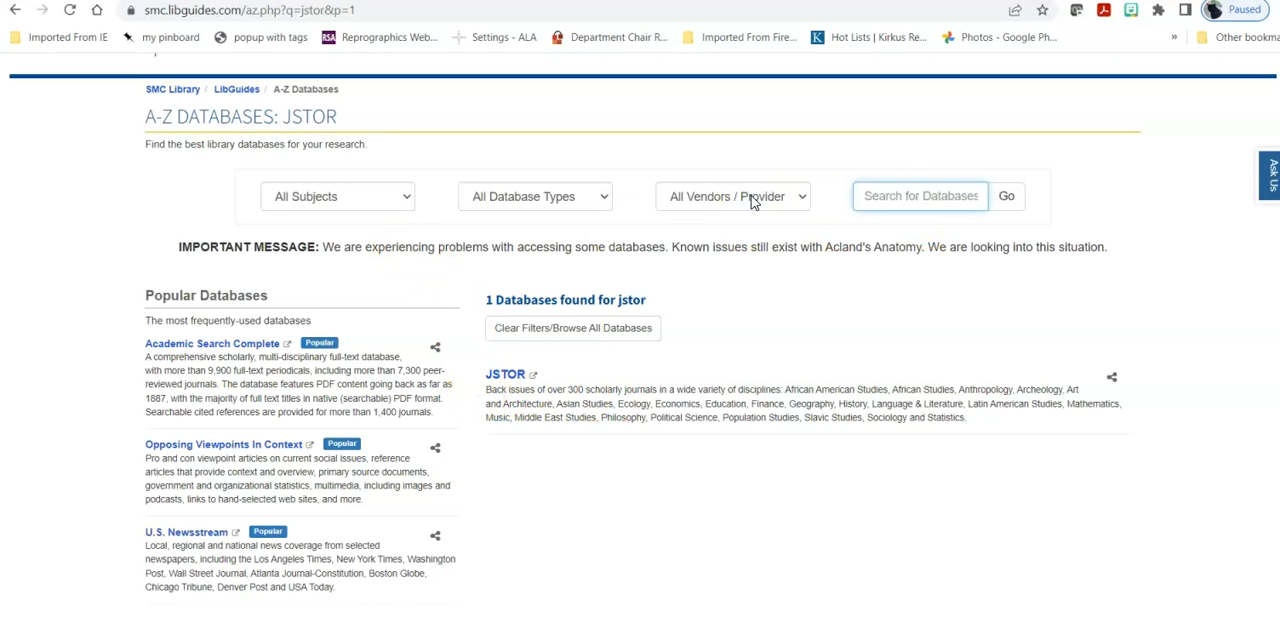 smc.libguides.com/az.php?q=jstor&p=1
Paused
Imported From IE
my pinboard
popup with tags
RSA Reprographics Web...
Settings - ALA
Department Chair R...
Imported From Fire...
K Hot Lists | Kirkus Re...
Photos - Google Ph...
»
Other bookma
SMC Library / LibGuides / A-Z Databases
A-Z DATABASES: JSTOR
Find the best library databases for your research.
All Subjects
All Database Types
All Vendors / Provider
Search for Databases
Go
Ask Us
IMPORTANT MESSAGE: We are experiencing problems with accessing some databases. Known issues still exist with Acland's Anatomy. We are looking into this situation.
Popular Databases
The most frequently-used databases
Academic Search Complete Popular
A comprehensive scholarly, multi-disciplinary full-text database,
with more than 9,900 full-text periodicals, including more than 7,300 peer-
reviewed journals. The database features PDF content going back as far as
1887, with the majority of full text titles in native (searchable) PDF format.
Searchable cited references are provided for more than 1,400 journals.
Opposing Viewpoints In Context Popular
Pro and con viewpoint articles on current social issues, reference
articles that provide context and overview, primary source documents,
government and organizational statistics, multimedia, including images and
podcasts, links to hand-selected web sites, and more.
U.S. Newsstream Popular
Local, regional and national news coverage from selected
newspapers, including the Los Angeles Times, New York Times, Washington
Post, Wall Street Journal, Atlanta Journal-Constitution, Boston Globe,
Chicago Tribune, Denver Post and USA Today.
1 Databases found for jstor
Clear Filters/Browse All Databases
JSTOR
Back issues of over 300 scholarly journals in a wide variety of disciplines: African American Studies, African Studies, Anthropology, Archeology, Art
and Architecture, Asian Studies, Ecology, Economics, Education, Finance, Geography, History, Language & Literature, Latin American Studies, Mathematics,
Music, Middle East Studies, Philosophy, Political Science, Population Studies, Slavic Studies, Sociology and Statistics.